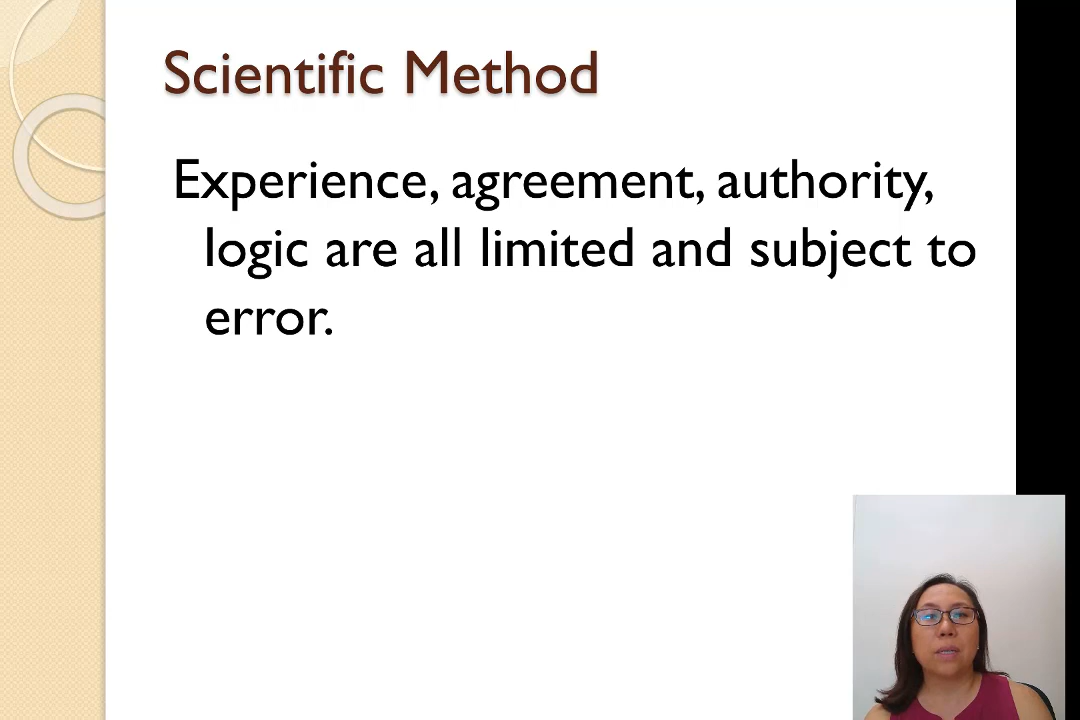 Scientific Method
Experience, agreement, authority,
logic are all limited and subject to
error.